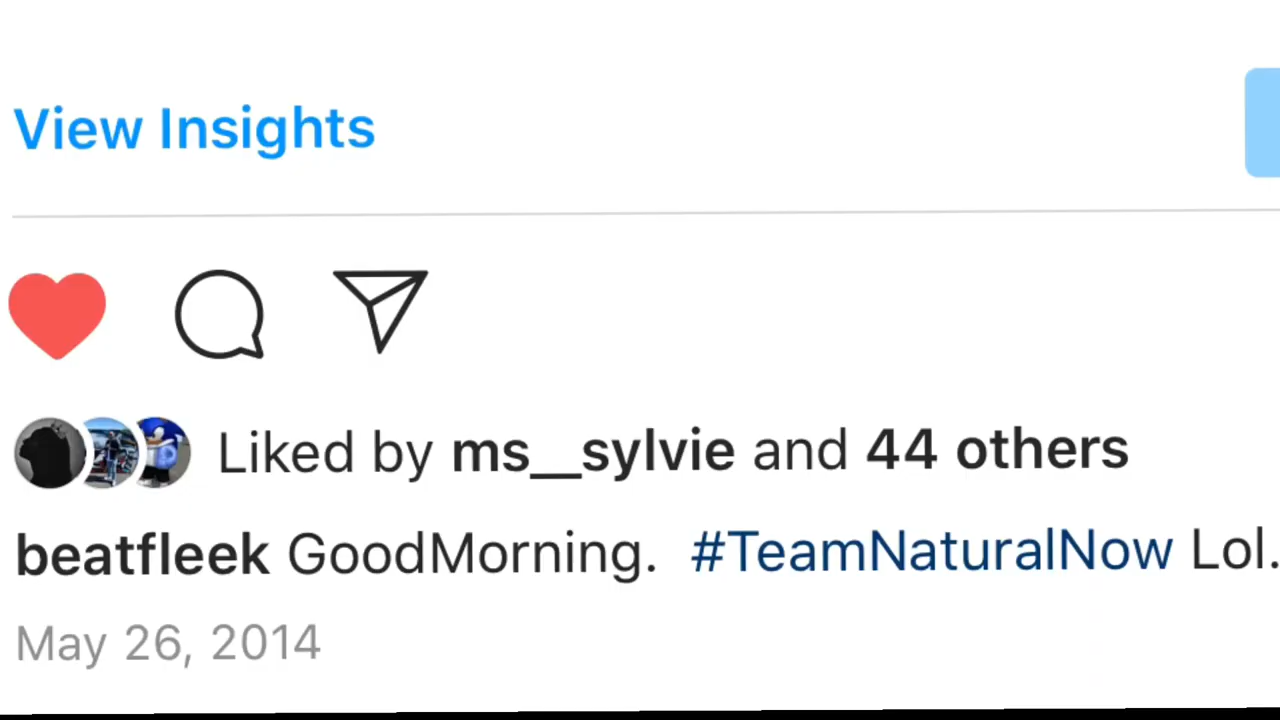 View Insights
Liked by ms__sylvie and 44 others
beatfleek GoodMorning. #TeamNaturalNow Lol.
May 26, 2014